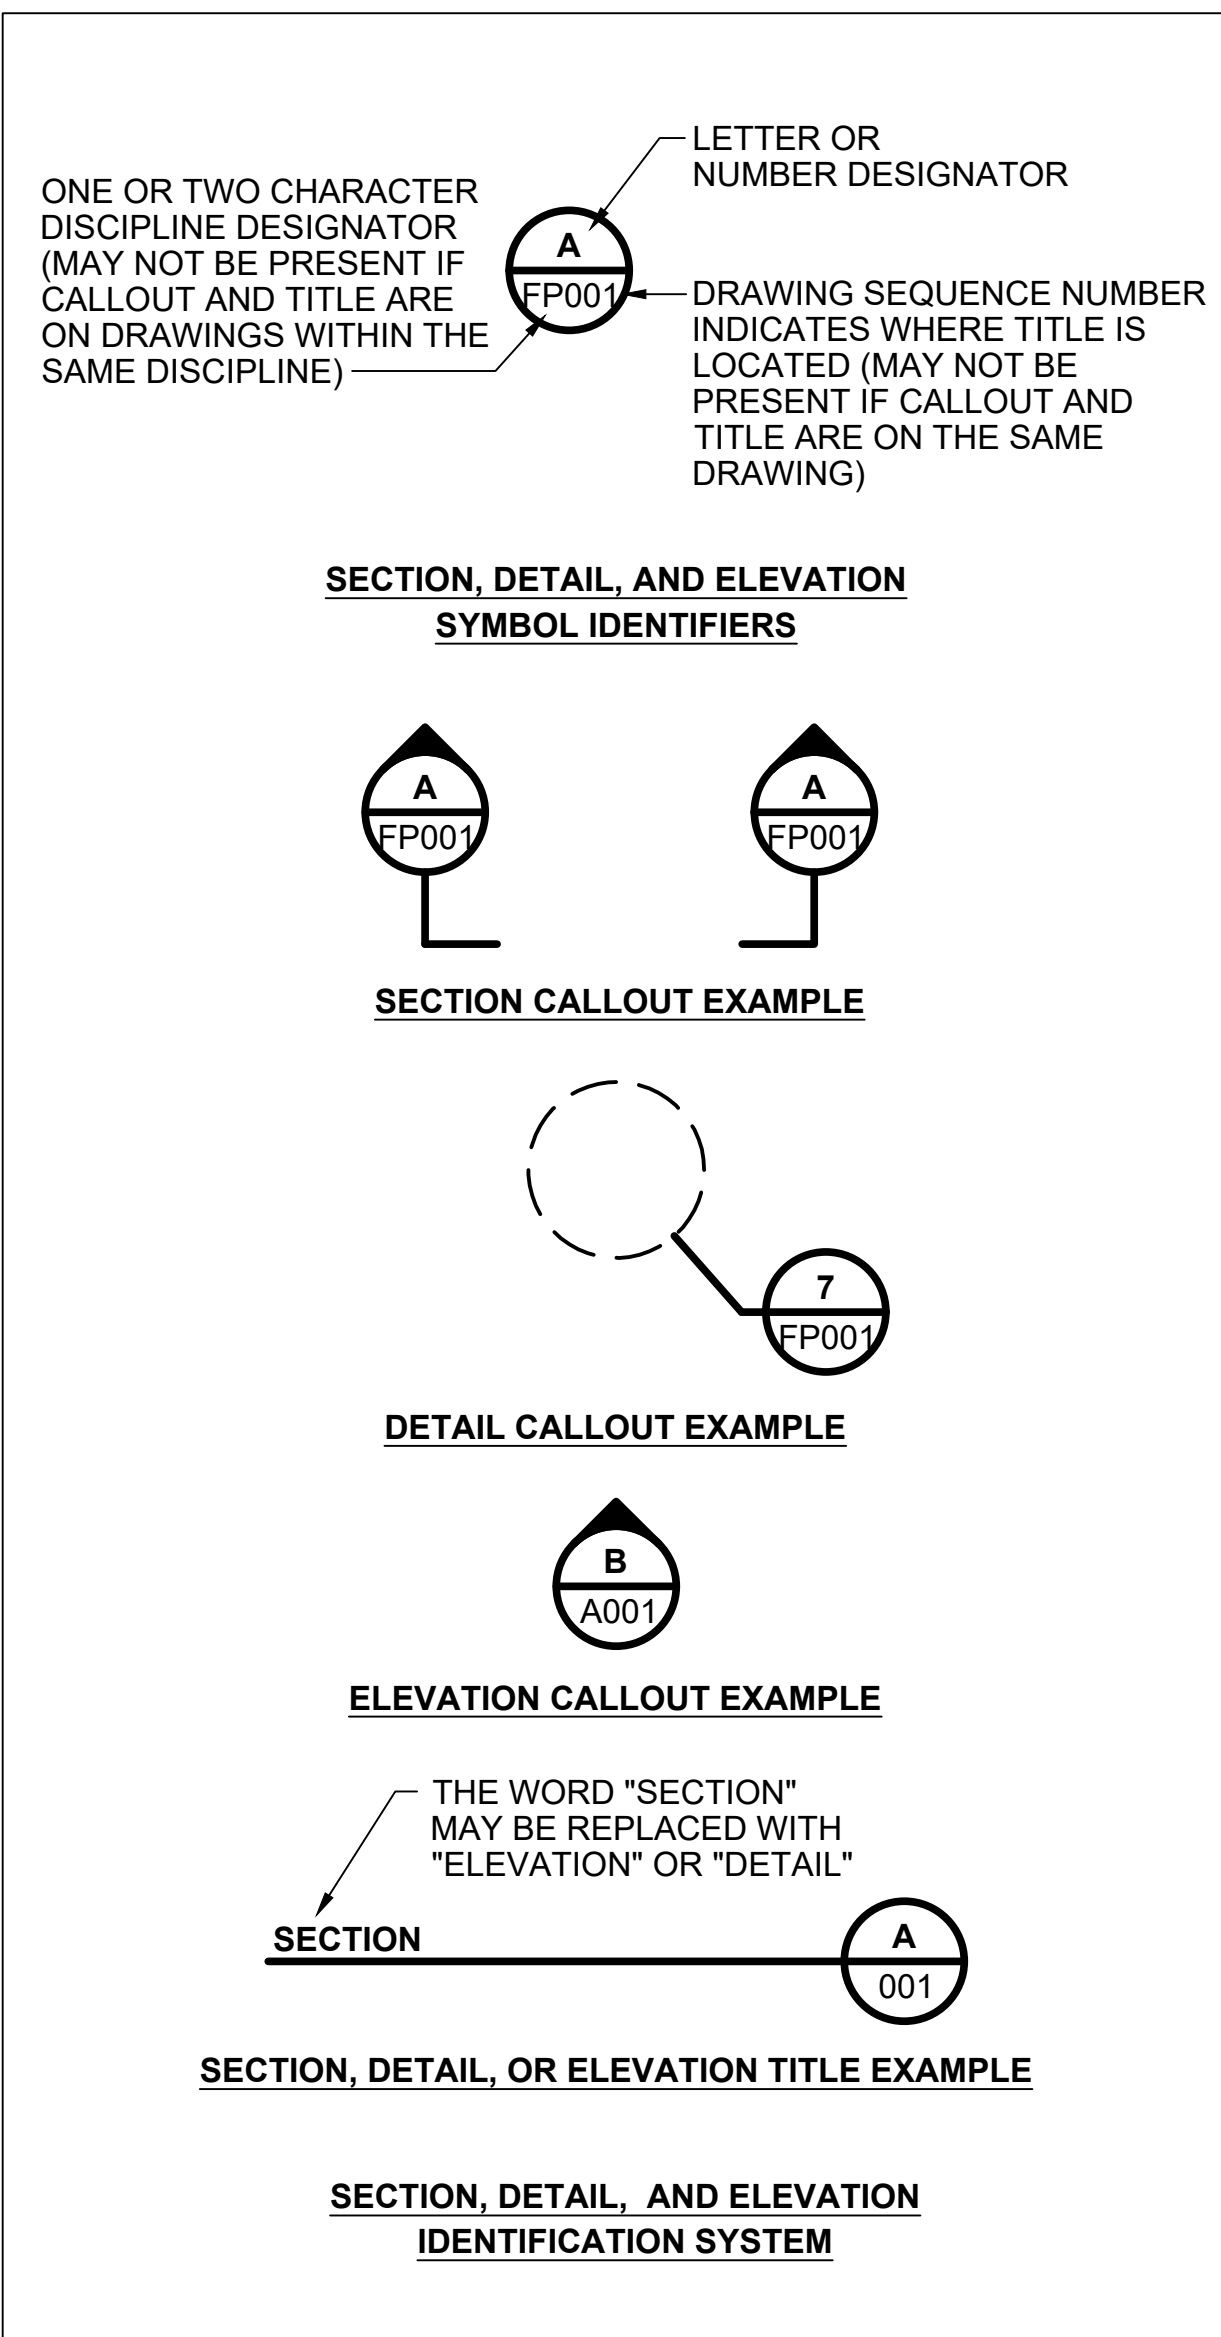 LETTER OR
NUMBER DESIGNATOR
ONE OR TWO CHARACTER
DISCIPLINE DESIGNATOR
(MAY NOT BE PRESENT IF
CALLOUT AND TITLE ARE
ON DRAWINGS WITHIN THE
SAME DISCIPLINE)
A
FP001
DRAWING SEQUENCE NUMBER
INDICATES WHERE TITLE IS
LOCATED (MAY NOT BE
PRESENT IF CALLOUT AND
TITLE ARE ON THE SAME
DRAWING)
SECTION, DETAIL, AND ELEVATION
SYMBOL IDENTIFIERS
A
FP001
A
FP001
SECTION CALLOUT EXAMPLE
7
FP001
DETAIL CALLOUT EXAMPLE
B
A001
ELEVATION CALLOUT EXAMPLE
THE WORD "SECTION"
MAY BE REPLACED WITH
"ELEVATION" OR "DETAIL"
SECTION
A
001
SECTION, DETAIL, OR ELEVATION TITLE EXAMPLE
SECTION, DETAIL, AND ELEVATION
IDENTIFICATION SYSTEM